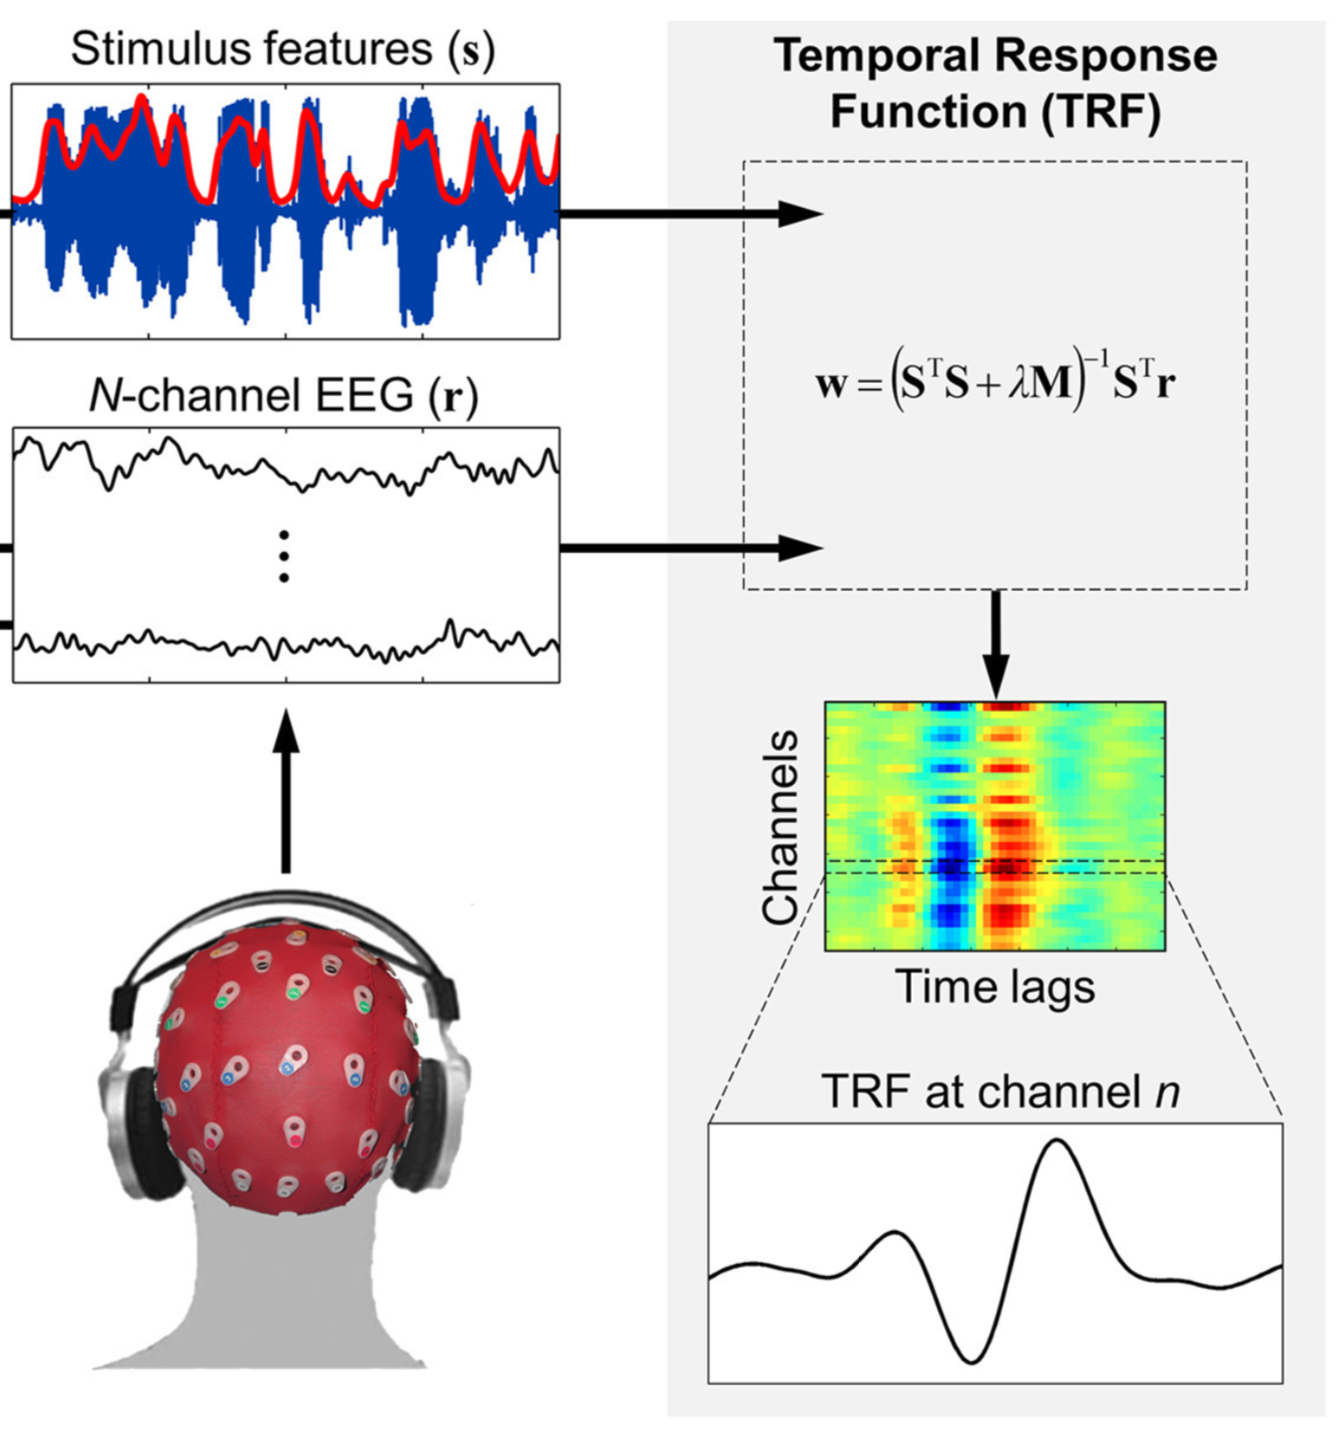 Stimulus features (s)
Temporal Response
Function (TRF)
w = (SᵀS + λM)⁻¹Sᵀr
N-channel EEG (r)
Channels
Time lags
TRF at channel n